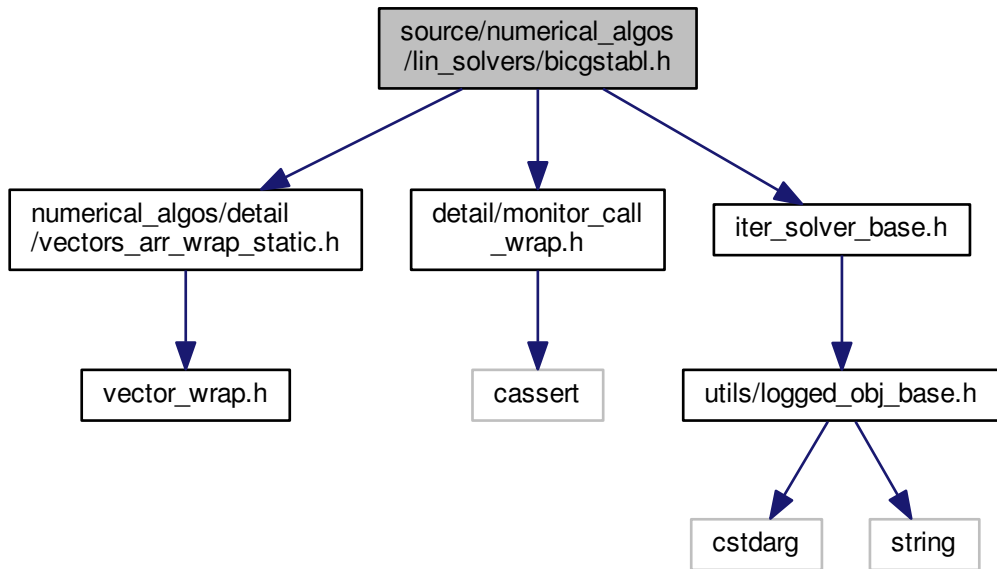 source/numerical_algos
/lin_solvers/bicgstabl.h
numerical_algos/detail
/vectors_arr_wrap_static.h
detail/monitor_call
_wrap.h
iter_solver_base.h
vector_wrap.h
cassert
utils/logged_obj_base.h
cstdarg
string